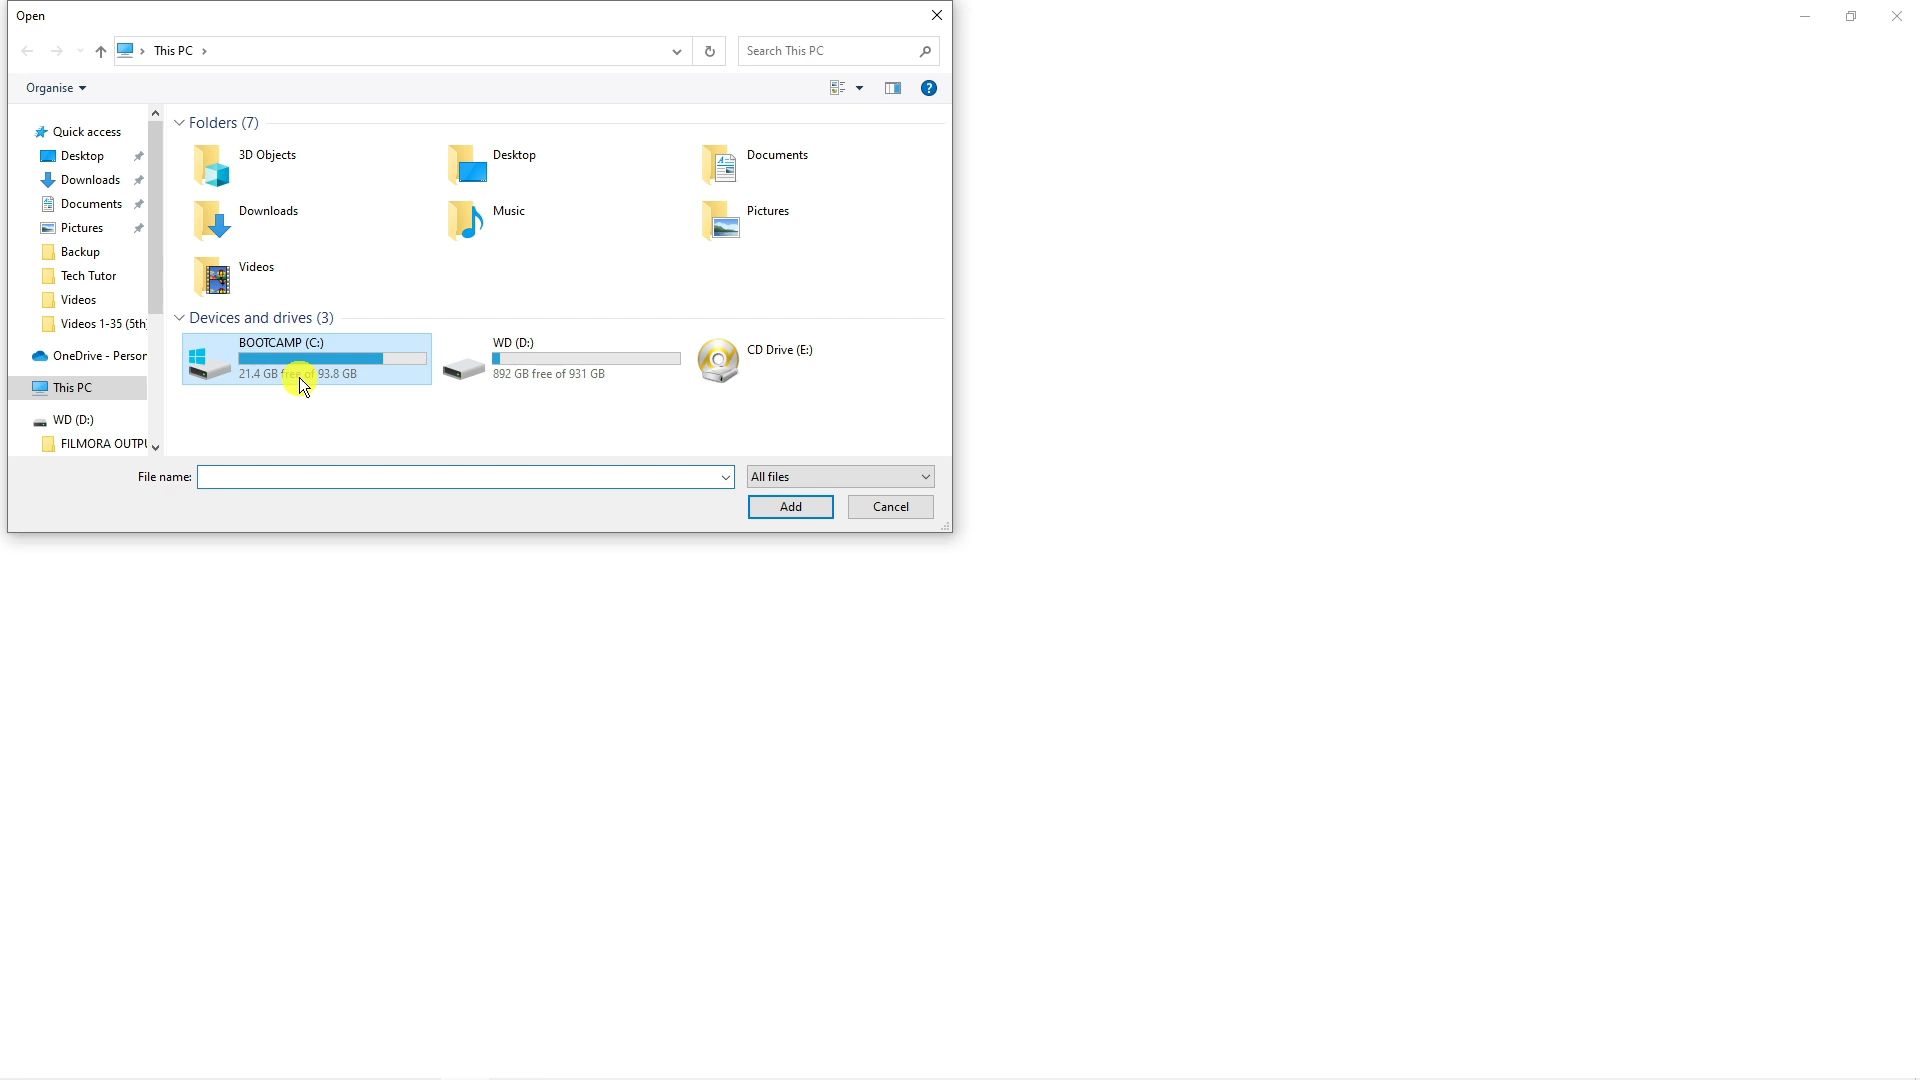 Open
This PC
Search This PC
Organise
Quick access
Desktop
Downloads
Documents
Pictures
Backup
Tech Tutor
Videos
Videos 1-35 (5th
OneDrive - Person
This PC
WD (D:)
FILMORA OUTPU
Folders (7)
3D Objects
Desktop
Documents
Downloads
Music
Pictures
Videos
Devices and drives (3)
BOOTCAMP (C:)
21.4 GB free of 93.8 GB
WD (D:)
892 GB free of 931 GB
CD Drive (E:)
File name:
All files
Add
Cancel